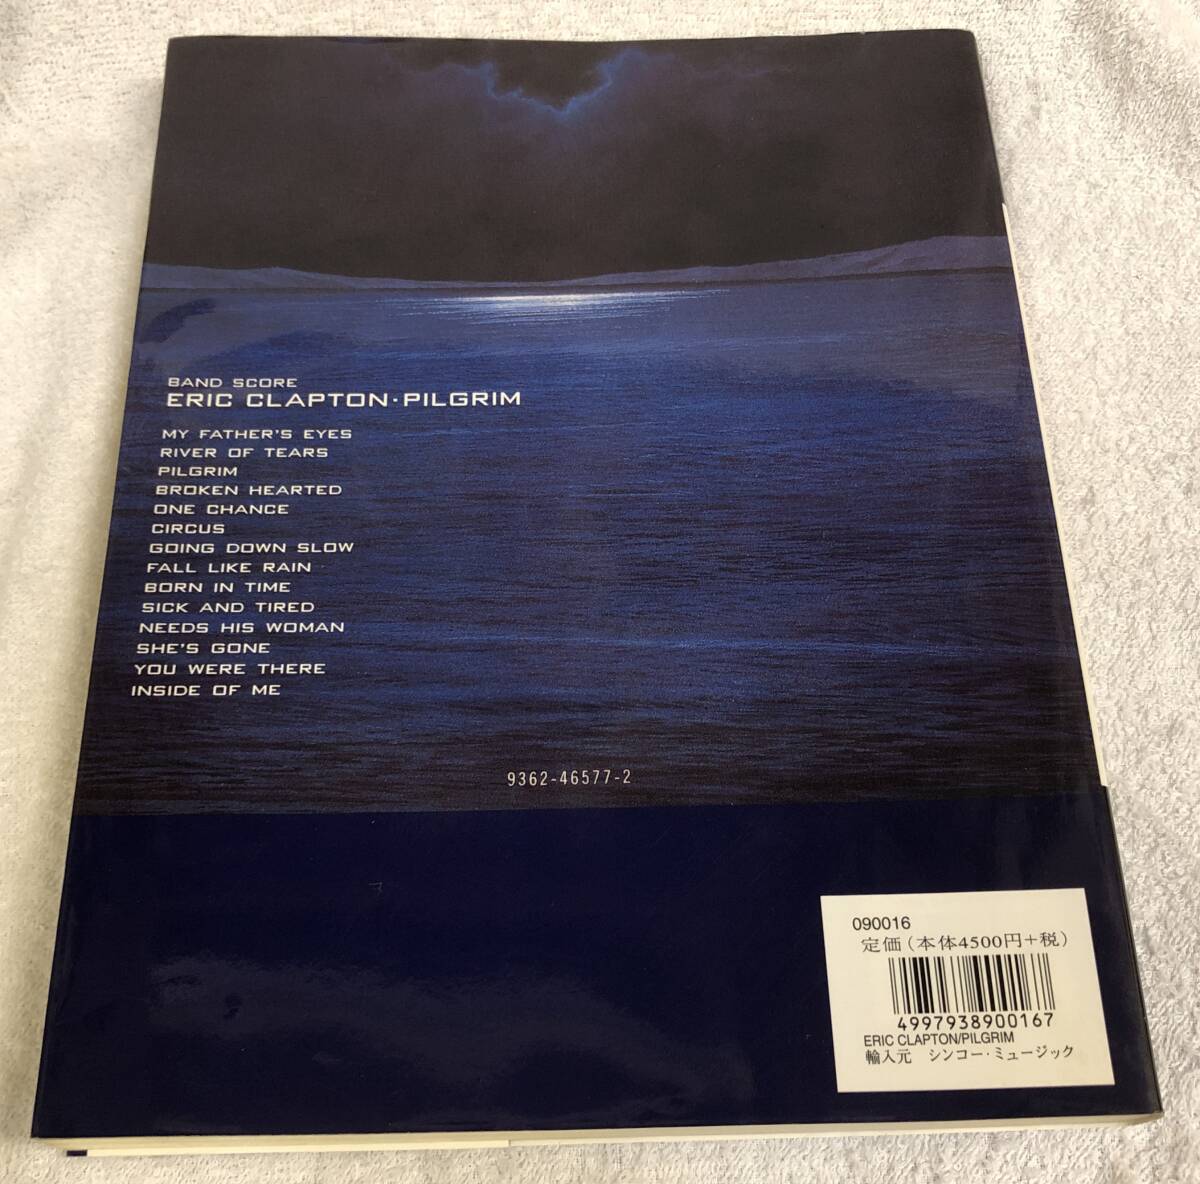 BAND SCORE
ERIC CLAPTON·PILGRIM
MY FATHER'S EYES
RIVER OF TEARS
PILGRIM
BROKEN HEARTED
ONE CHANCE
CIRCUS
GOING DOWN SLOW
FALL LIKE RAIN
BORN IN TIME
SICK AND TIRED
NEEDS HIS WOMAN
SHE'S GONE
YOU WERE THERE
INSIDE OF ME
9362-46577-2
090016
定価(本体4500円+税)
4997938900167
ERIC CLAPTON/PILGRIM
輸入元 シンコー・ミュージック